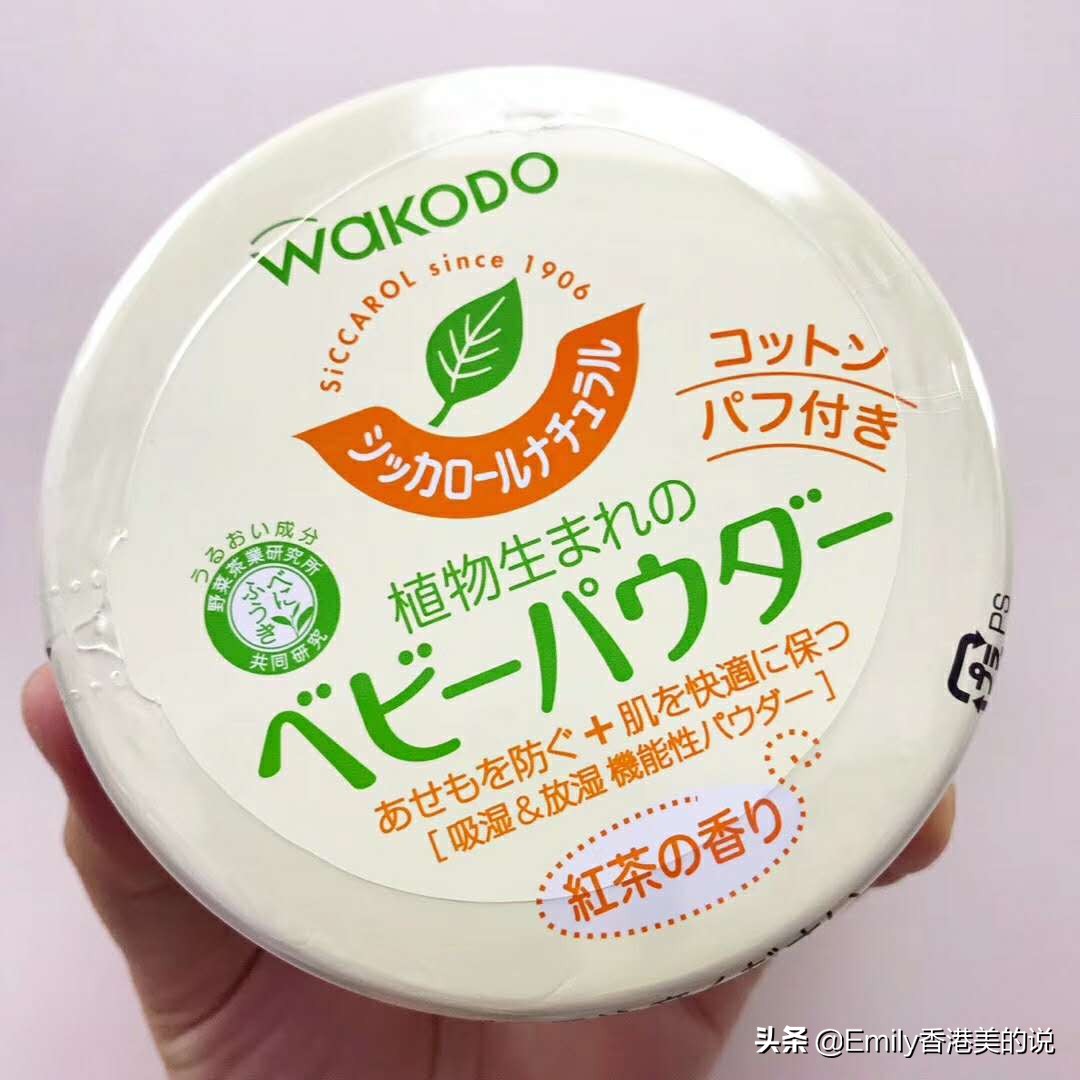 wakODO
SiCCAROL since 1906
シッカロールナチュラル
コットン
パフ付き
うるおい成分
野菜茶業研究所
べに
ふうき
共同研究
植物生まれの
ベビーパウダー
あせもを防ぐ+肌を快適に保つ
[吸湿&放湿 機能性パウダー]
紅茶の香り
プラ PS
头条 @Emily香港美的说